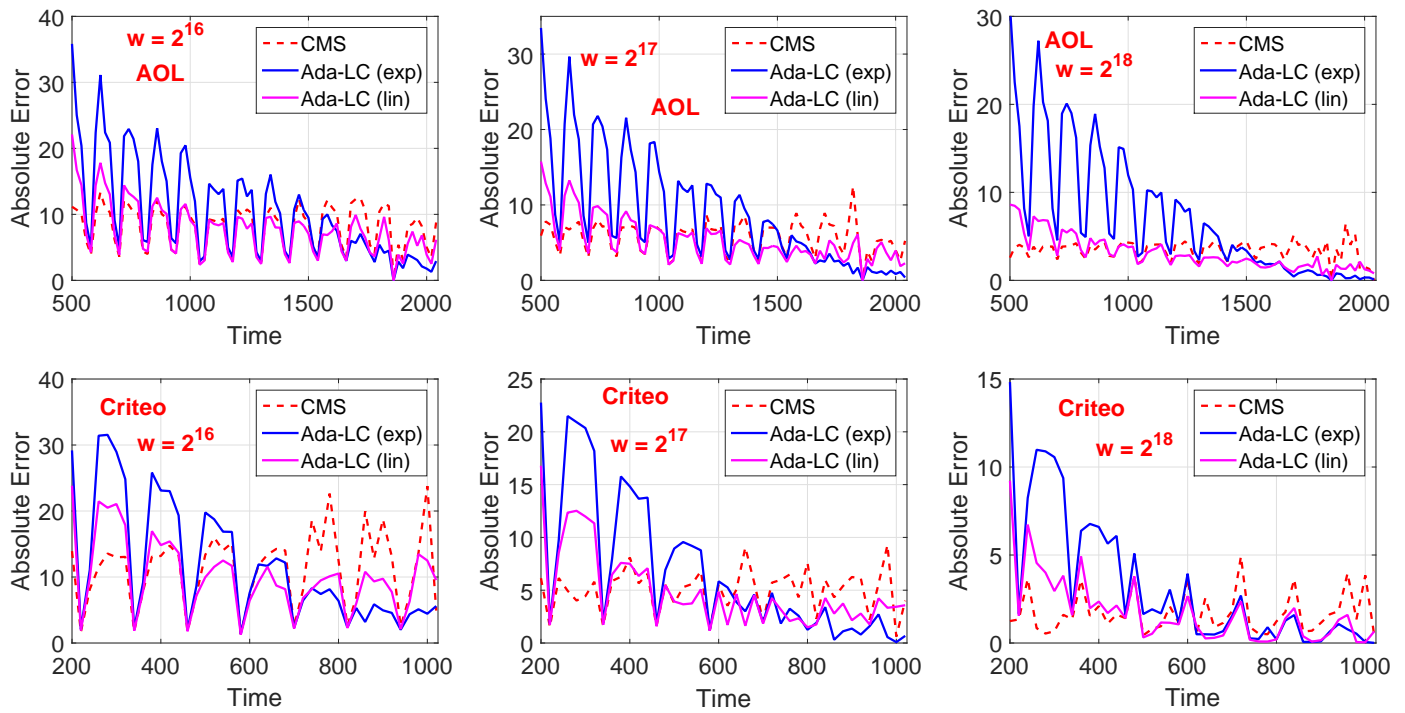 40
30
20
10
0
Absolute Error
500
1000
1500
2000
Time
w = 2^16
AOL
CMS
Ada-LC (exp)
Ada-LC (lin)
30
20
10
0
Absolute Error
500
1000
1500
2000
Time
w = 2^17
AOL
CMS
Ada-LC (exp)
Ada-LC (lin)
30
20
10
0
Absolute Error
500
1000
1500
2000
Time
AOL
w = 2^18
CMS
Ada-LC (exp)
Ada-LC (lin)
40
30
20
10
0
Absolute Error
200
400
600
800
1000
Time
Criteo
w = 2^16
CMS
Ada-LC (exp)
Ada-LC (lin)
25
20
15
10
5
0
Absolute Error
200
400
600
800
1000
Time
Criteo
w = 2^17
CMS
Ada-LC (exp)
Ada-LC (lin)
15
10
5
0
Absolute Error
200
400
600
800
1000
Time
Criteo
w = 2^18
CMS
Ada-LC (exp)
Ada-LC (lin)